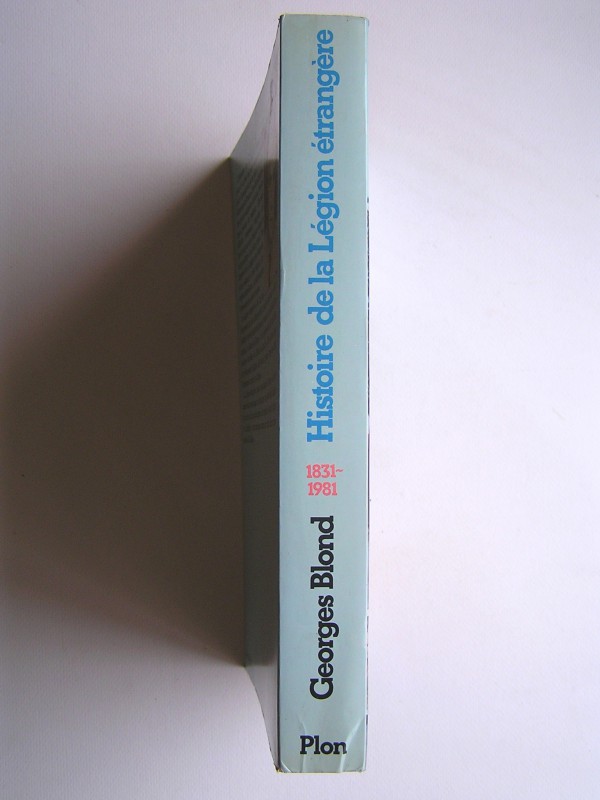 Histoire de la Légion étrangère
1831~
1981
Georges Blond
Plon